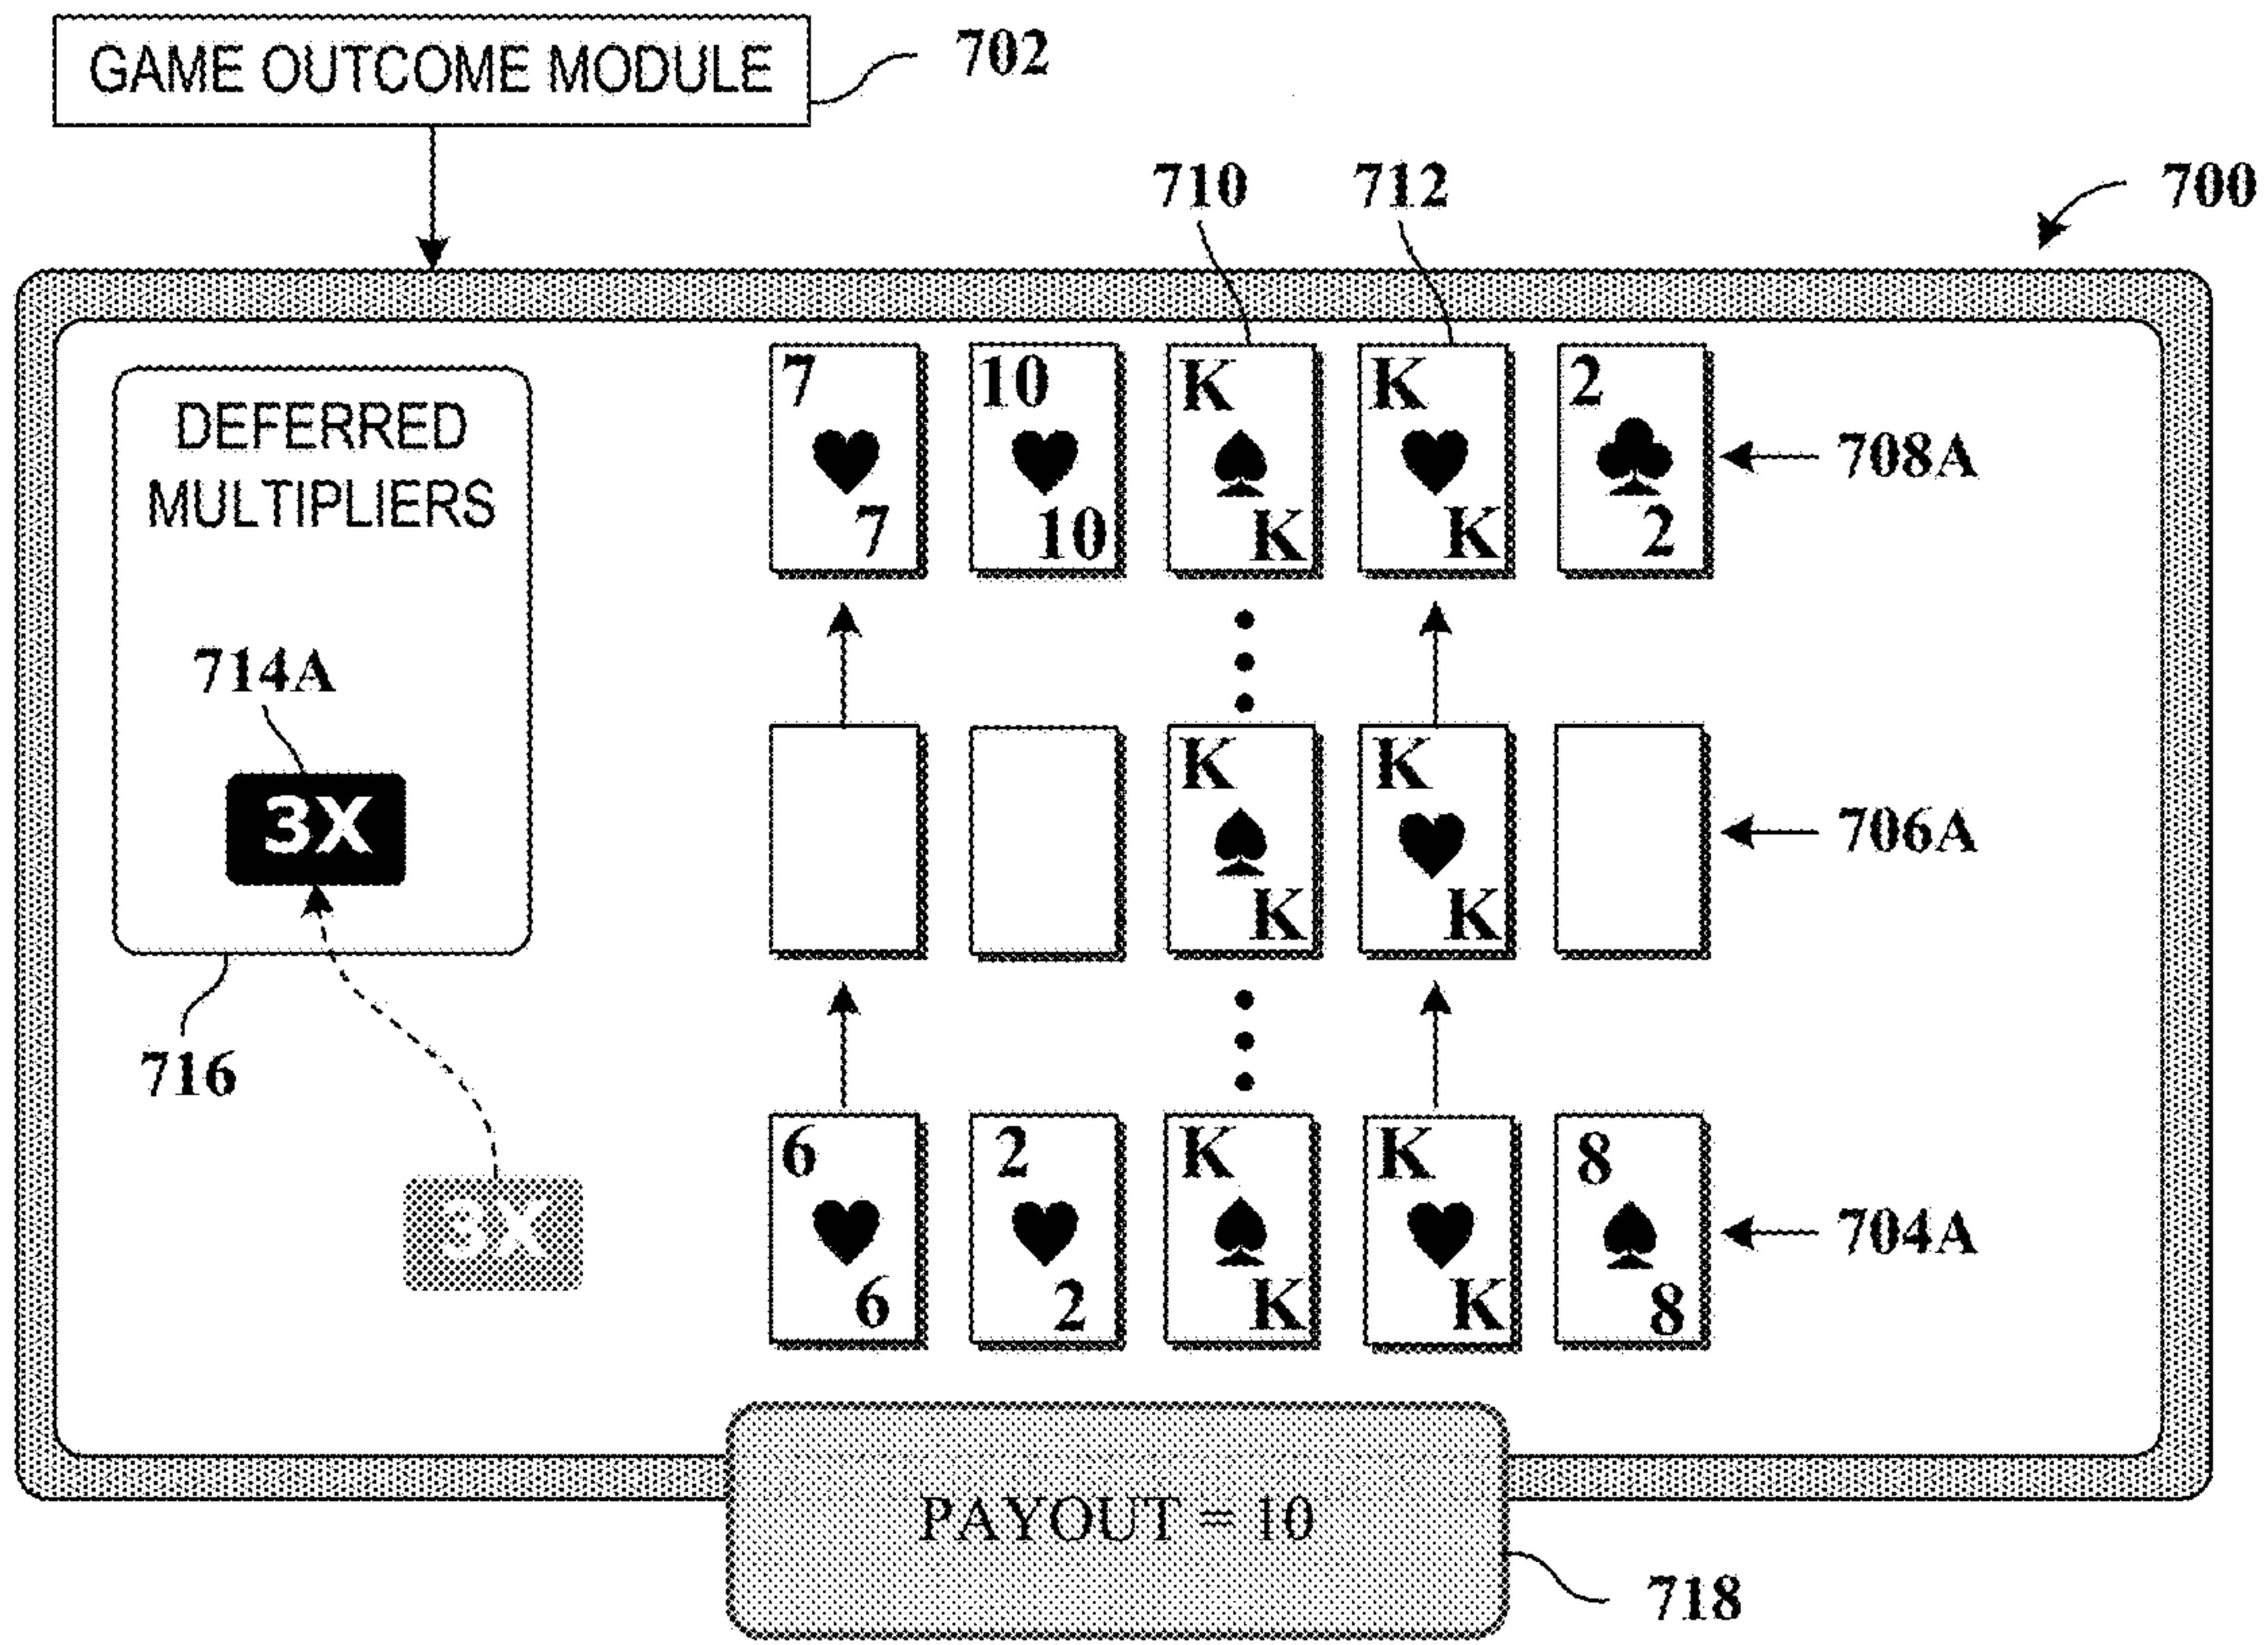 GAME OUTCOME MODULE
702
710
712
700
DEFERRED
MULTIPLIERS
7
7
10
10
K
K
K
K
2
2
708A
714A
3X
K
K
K
K
706A
716
3X
6
6
2
2
K
K
K
K
8
8
704A
PAYOUT = 10
718